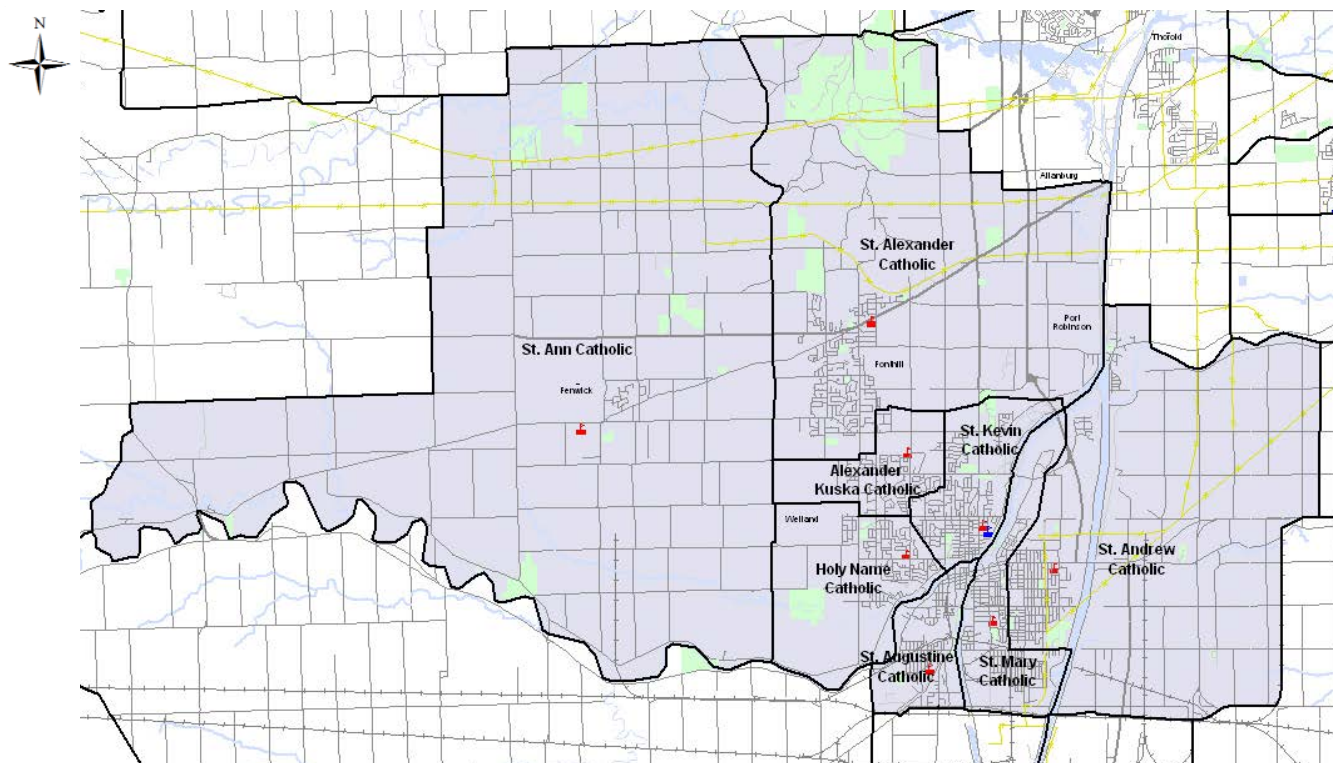 N
Thorold
Allanburg
St. Alexander
Catholic
Port
Robinson
St. Ann Catholic
Fonthill
Fenwick
St. Kevin
Catholic
Alexander
Kuska Catholic
Welland
St. Andrew
Catholic
Holy Name
Catholic
St. Augustine
Catholic
St. Mary
Catholic